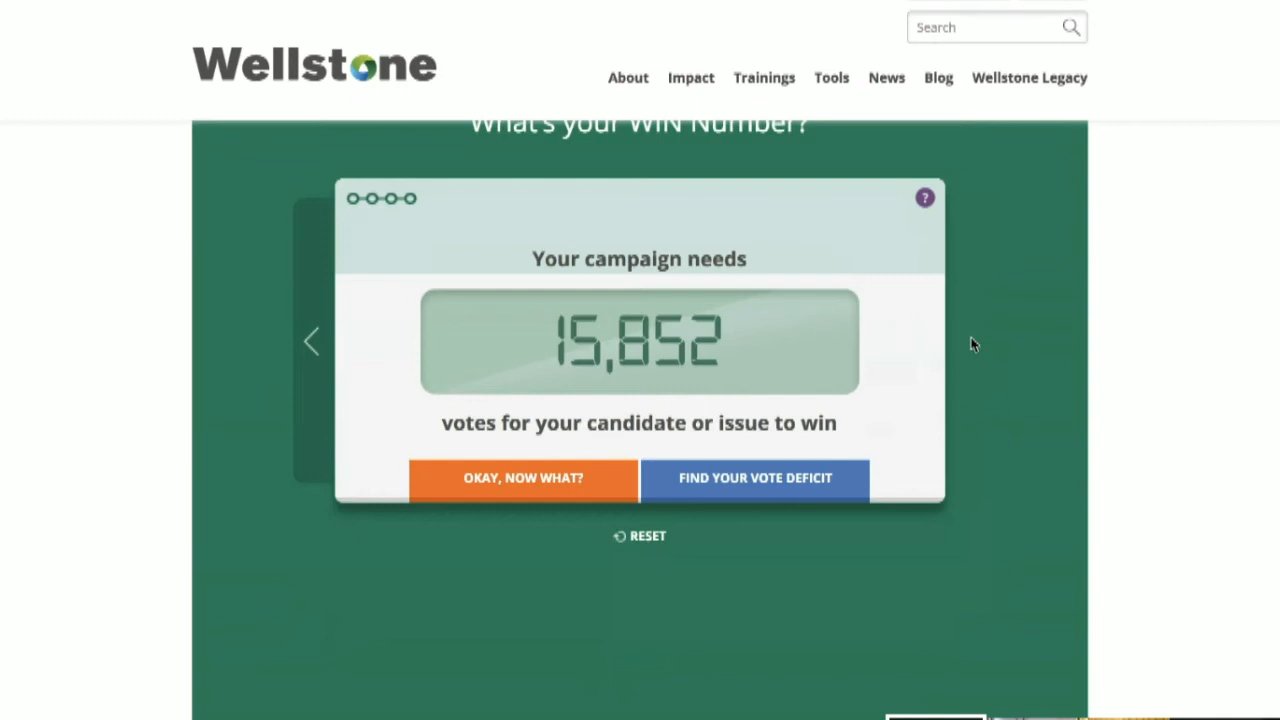 Search
Wellstone
About Impact Trainings Tools News Blog Wellstone Legacy
What's your WIN Number?
?
Your campaign needs
15,852
votes for your candidate or issue to win
OKAY, NOW WHAT?
FIND YOUR VOTE DEFICIT
RESET